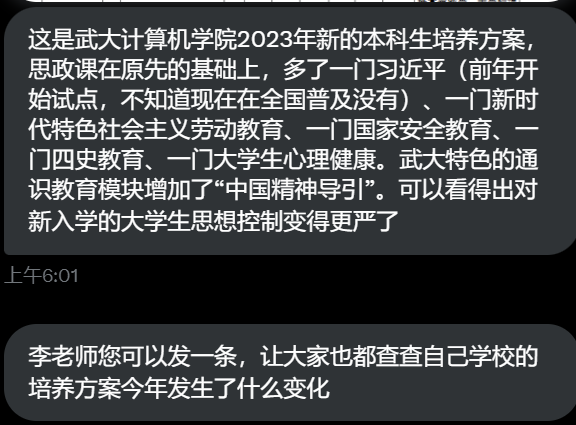 这是武大计算机学院2023年新的本科生培养方案，
思政课在原先的基础上，多了一门习近平（前年开
始试点，不知道现在在全国普及没有）、一门新时
代特色社会主义劳动教育、一门国家安全教育、一
门四史教育、一门大学生心理健康。武大特色的通
识教育模块增加了“中国精神导引”。可以看得出对
新入学的大学生思想控制变得更严了
上午6:01
李老师您可以发一条，让大家也都查查自己学校的
培养方案今年发生了什么变化